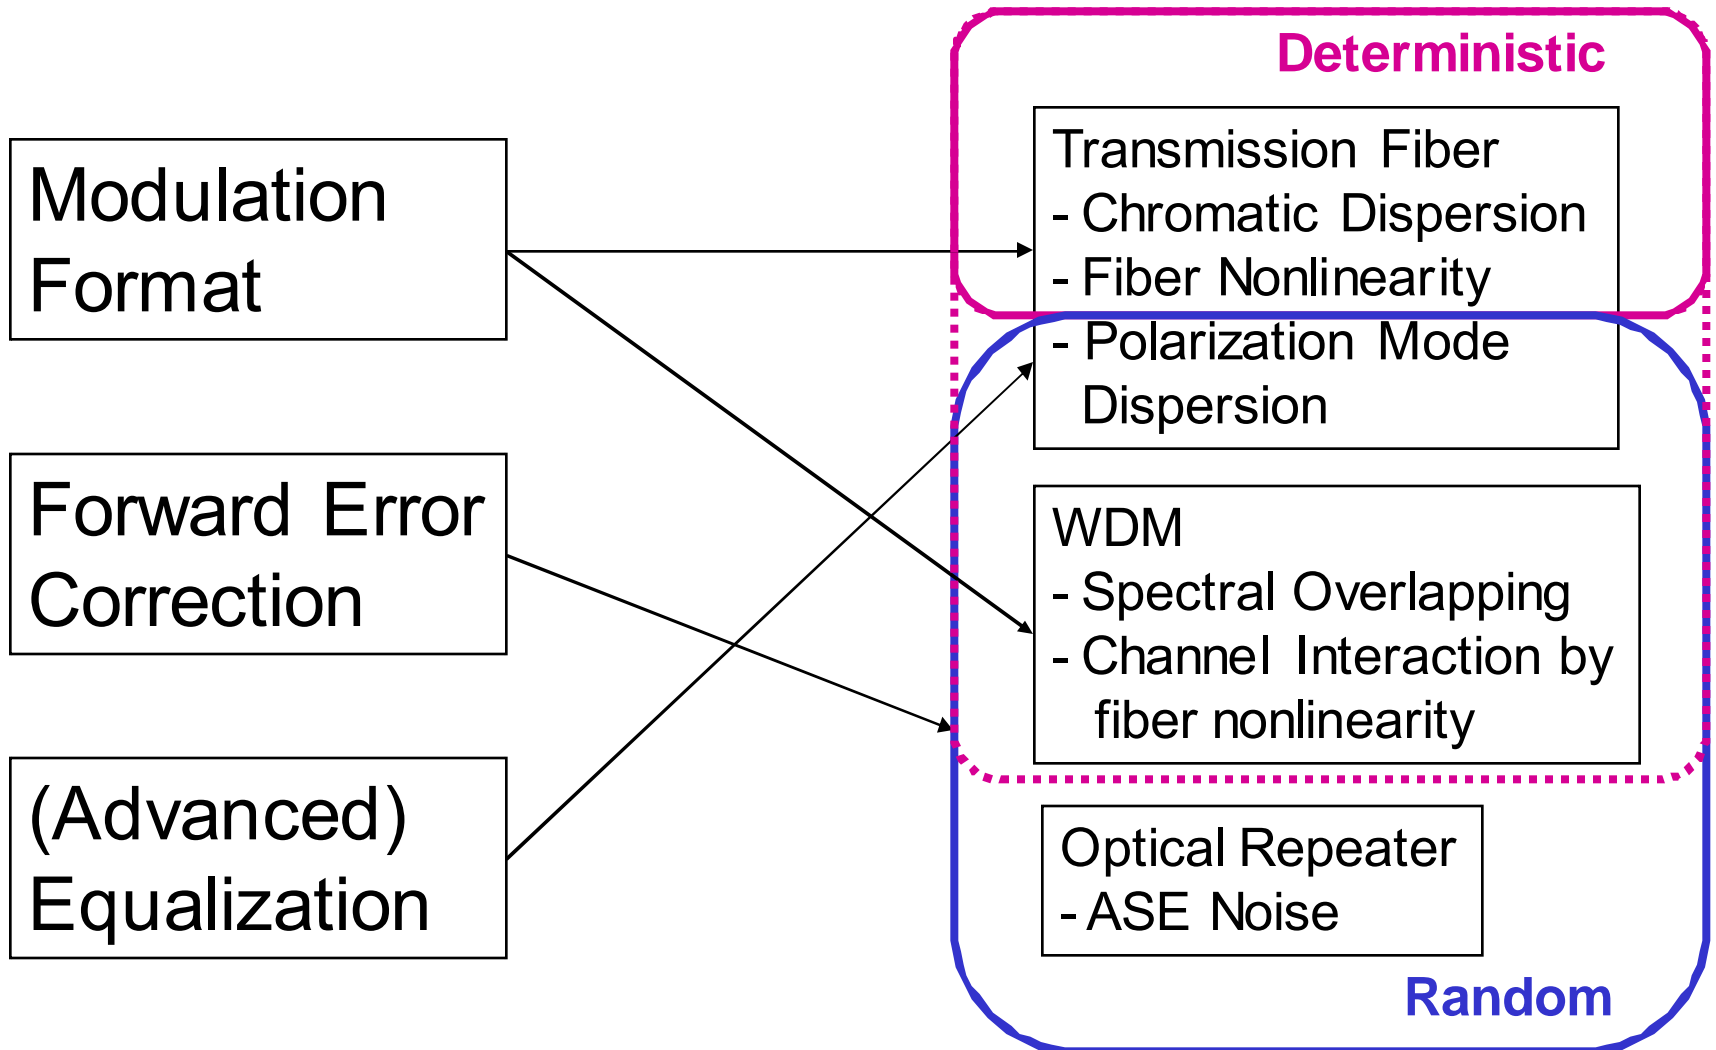 Modulation
Format
Forward Error
Correction
(Advanced)
Equalization
Deterministic
Transmission Fiber
- Chromatic Dispersion
- Fiber Nonlinearity
- Polarization Mode
Dispersion
WDM
- Spectral Overlapping
- Channel Interaction by
fiber nonlinearity
Optical Repeater
- ASE Noise
Random